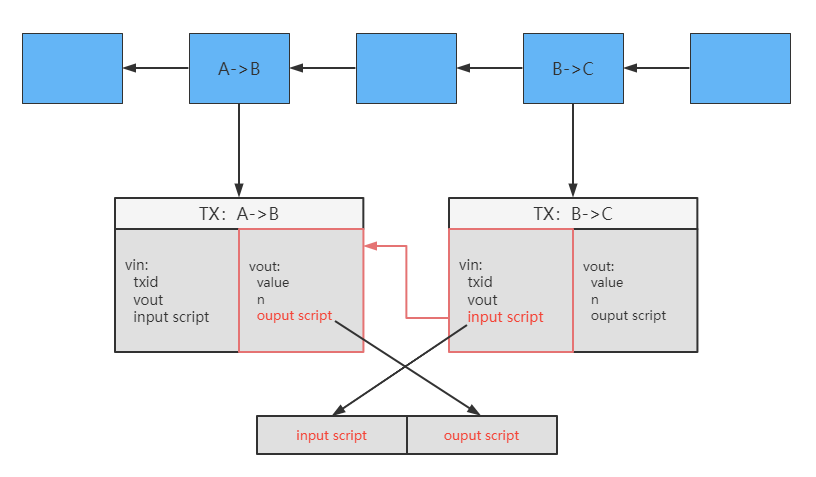 A->B
B->C
TX: A->B
vin:
txid
vout
input script
vout:
value
n
ouput script
TX: B->C
vin:
txid
vout
input script
vout:
value
n
ouput script
input script
ouput script